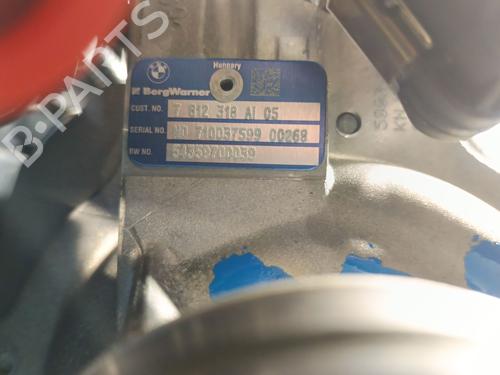 B-PARTS
Hungary
BorgWarner
CUST. NO. 7 812 318 AI 05
SERIAL NO. HD 710037599 00268
BW NO. 54359700039